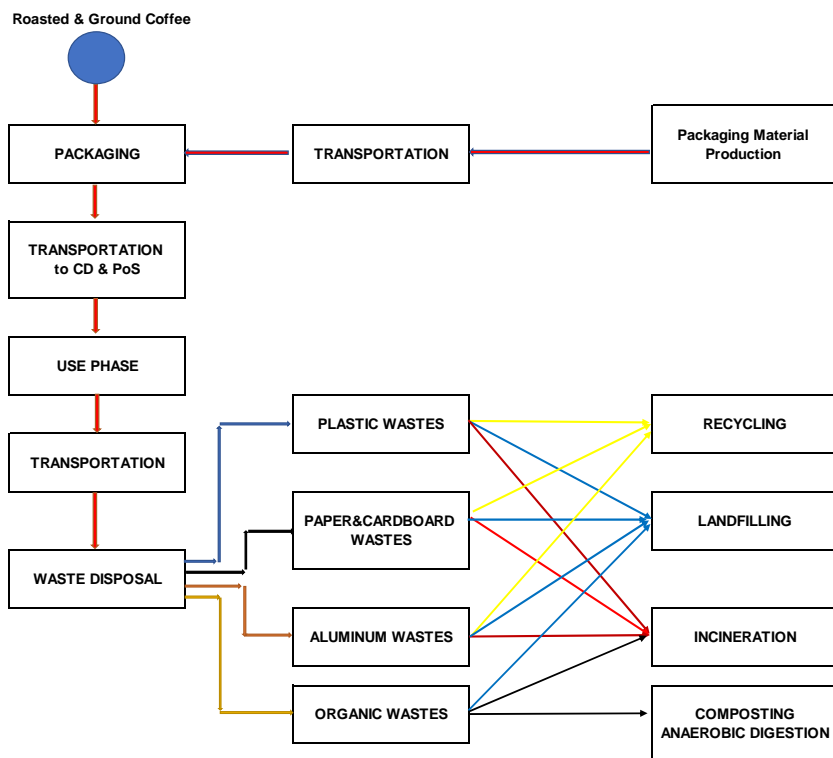 Roasted & Ground Coffee
PACKAGING
TRANSPORTATION
Packaging Material
Production
TRANSPORTATION
to CD & PoS
USE PHASE
TRANSPORTATION
WASTE DISPOSAL
PLASTIC WASTES
PAPER&CARDBOARD
WASTES
ALUMINUM WASTES
ORGANIC WASTES
RECYCLING
LANDFILLING
INCINERATION
COMPOSTING
ANAEROBIC DIGESTION